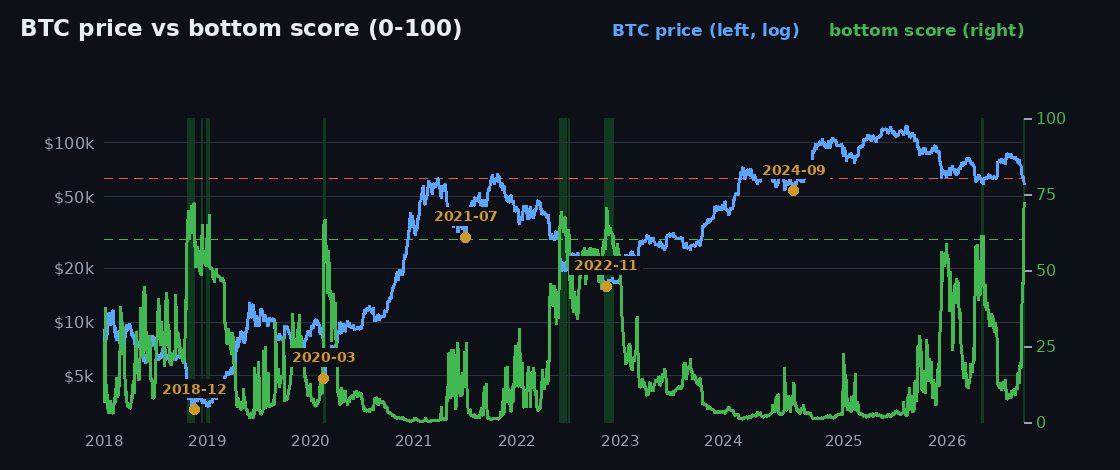 BTC price vs bottom score (0-100)
BTC price (left, log) bottom score (right)
$100k
$50k
$20k
$10k
$5k
100
75
50
25
0
2024-09
2021-07
2022-11
2020-03
2018-12
2018 2019 2020 2021 2022 2023 2024 2025 2026